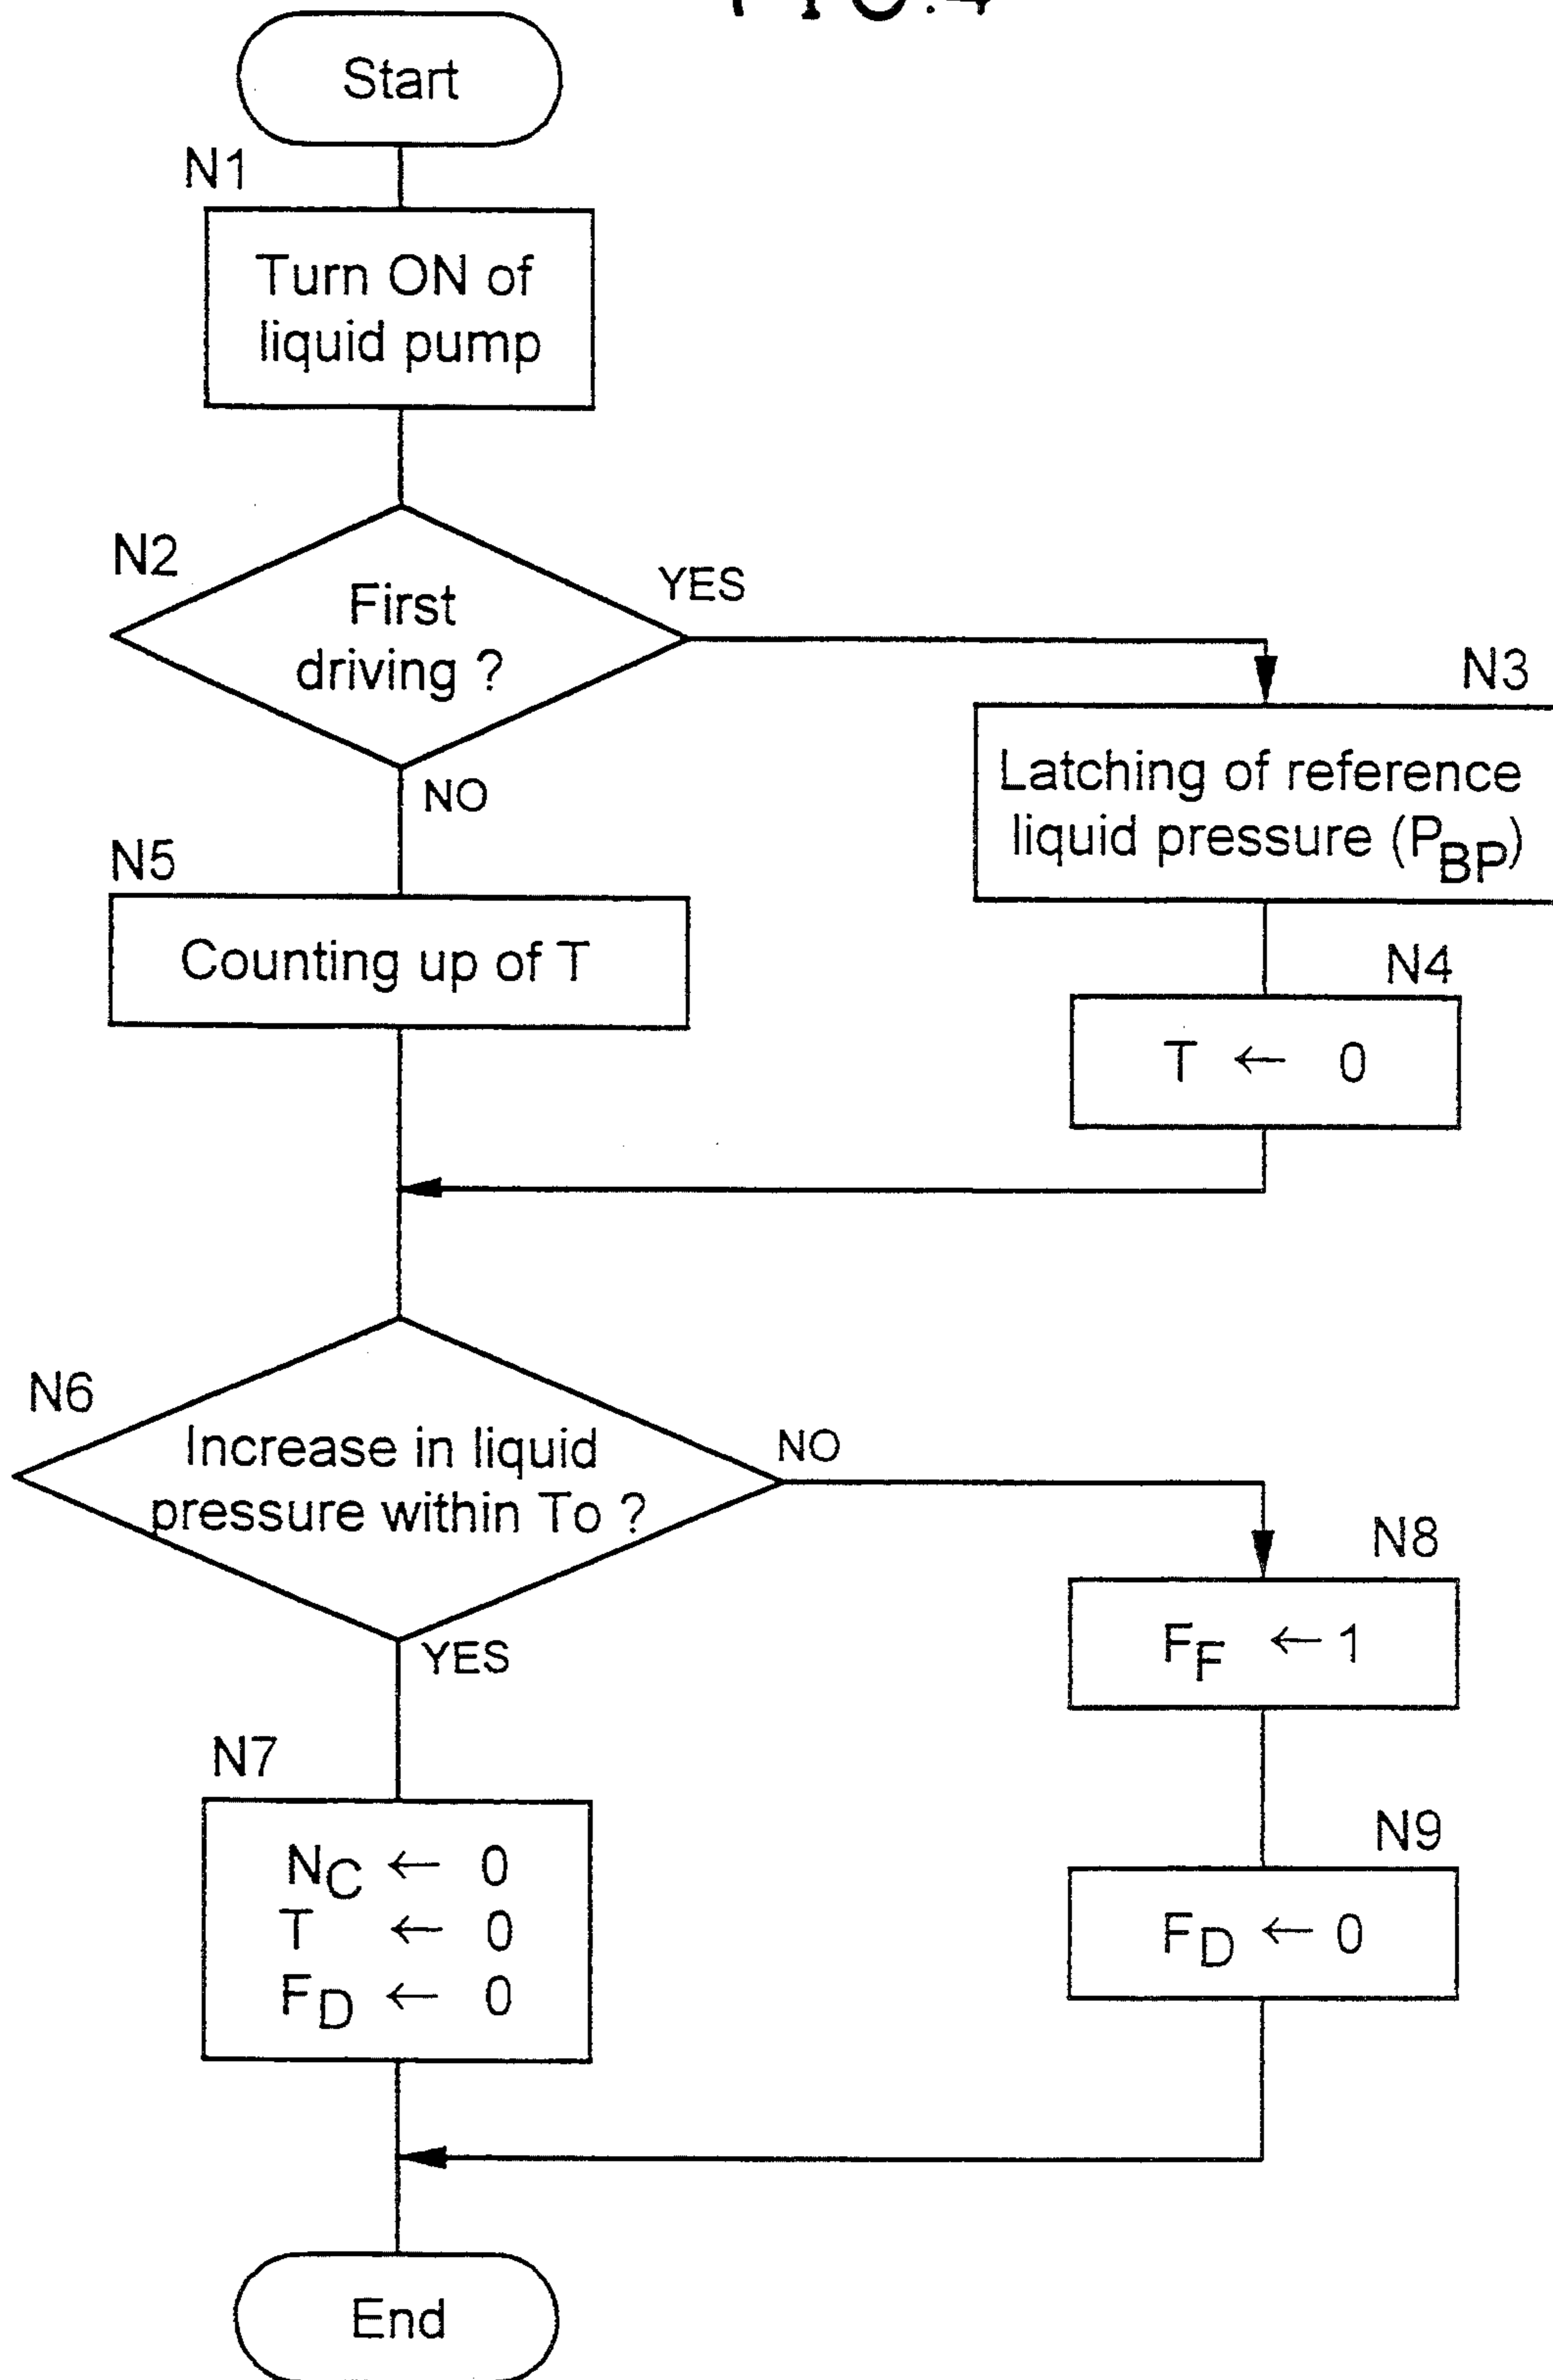 FIG.4
Start
N1
Turn ON of
liquid pump
N2
First
driving ?
YES
NO
N3
Latching of reference
liquid pressure (PBP)
N4
T ← 0
N5
Counting up of T
N6
Increase in liquid
pressure within To ?
NO
YES
N8
FF ← 1
N7
NC ← 0
T ← 0
FD ← 0
N9
FD ← 0
End